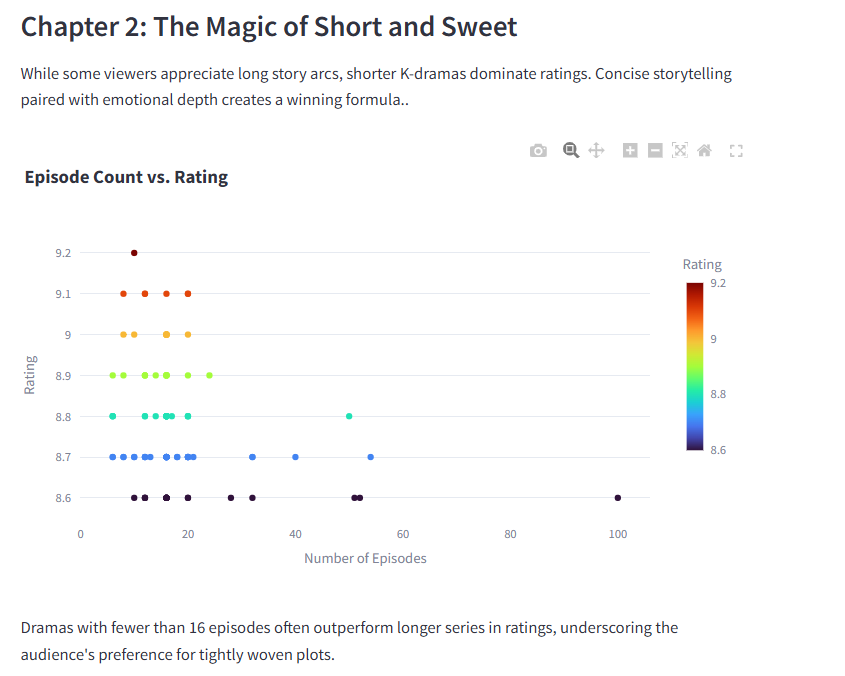 Chapter 2: The Magic of Short and Sweet
While some viewers appreciate long story arcs, shorter K-dramas dominate ratings. Concise storytelling
paired with emotional depth creates a winning formula..
Episode Count vs. Rating
Rating
9.2
9.1
9
8.9
8.8
8.7
8.6
0 20 40 60 80 100
Number of Episodes
Rating
9.2
9
8.8
8.6
Dramas with fewer than 16 episodes often outperform longer series in ratings, underscoring the
audience's preference for tightly woven plots.